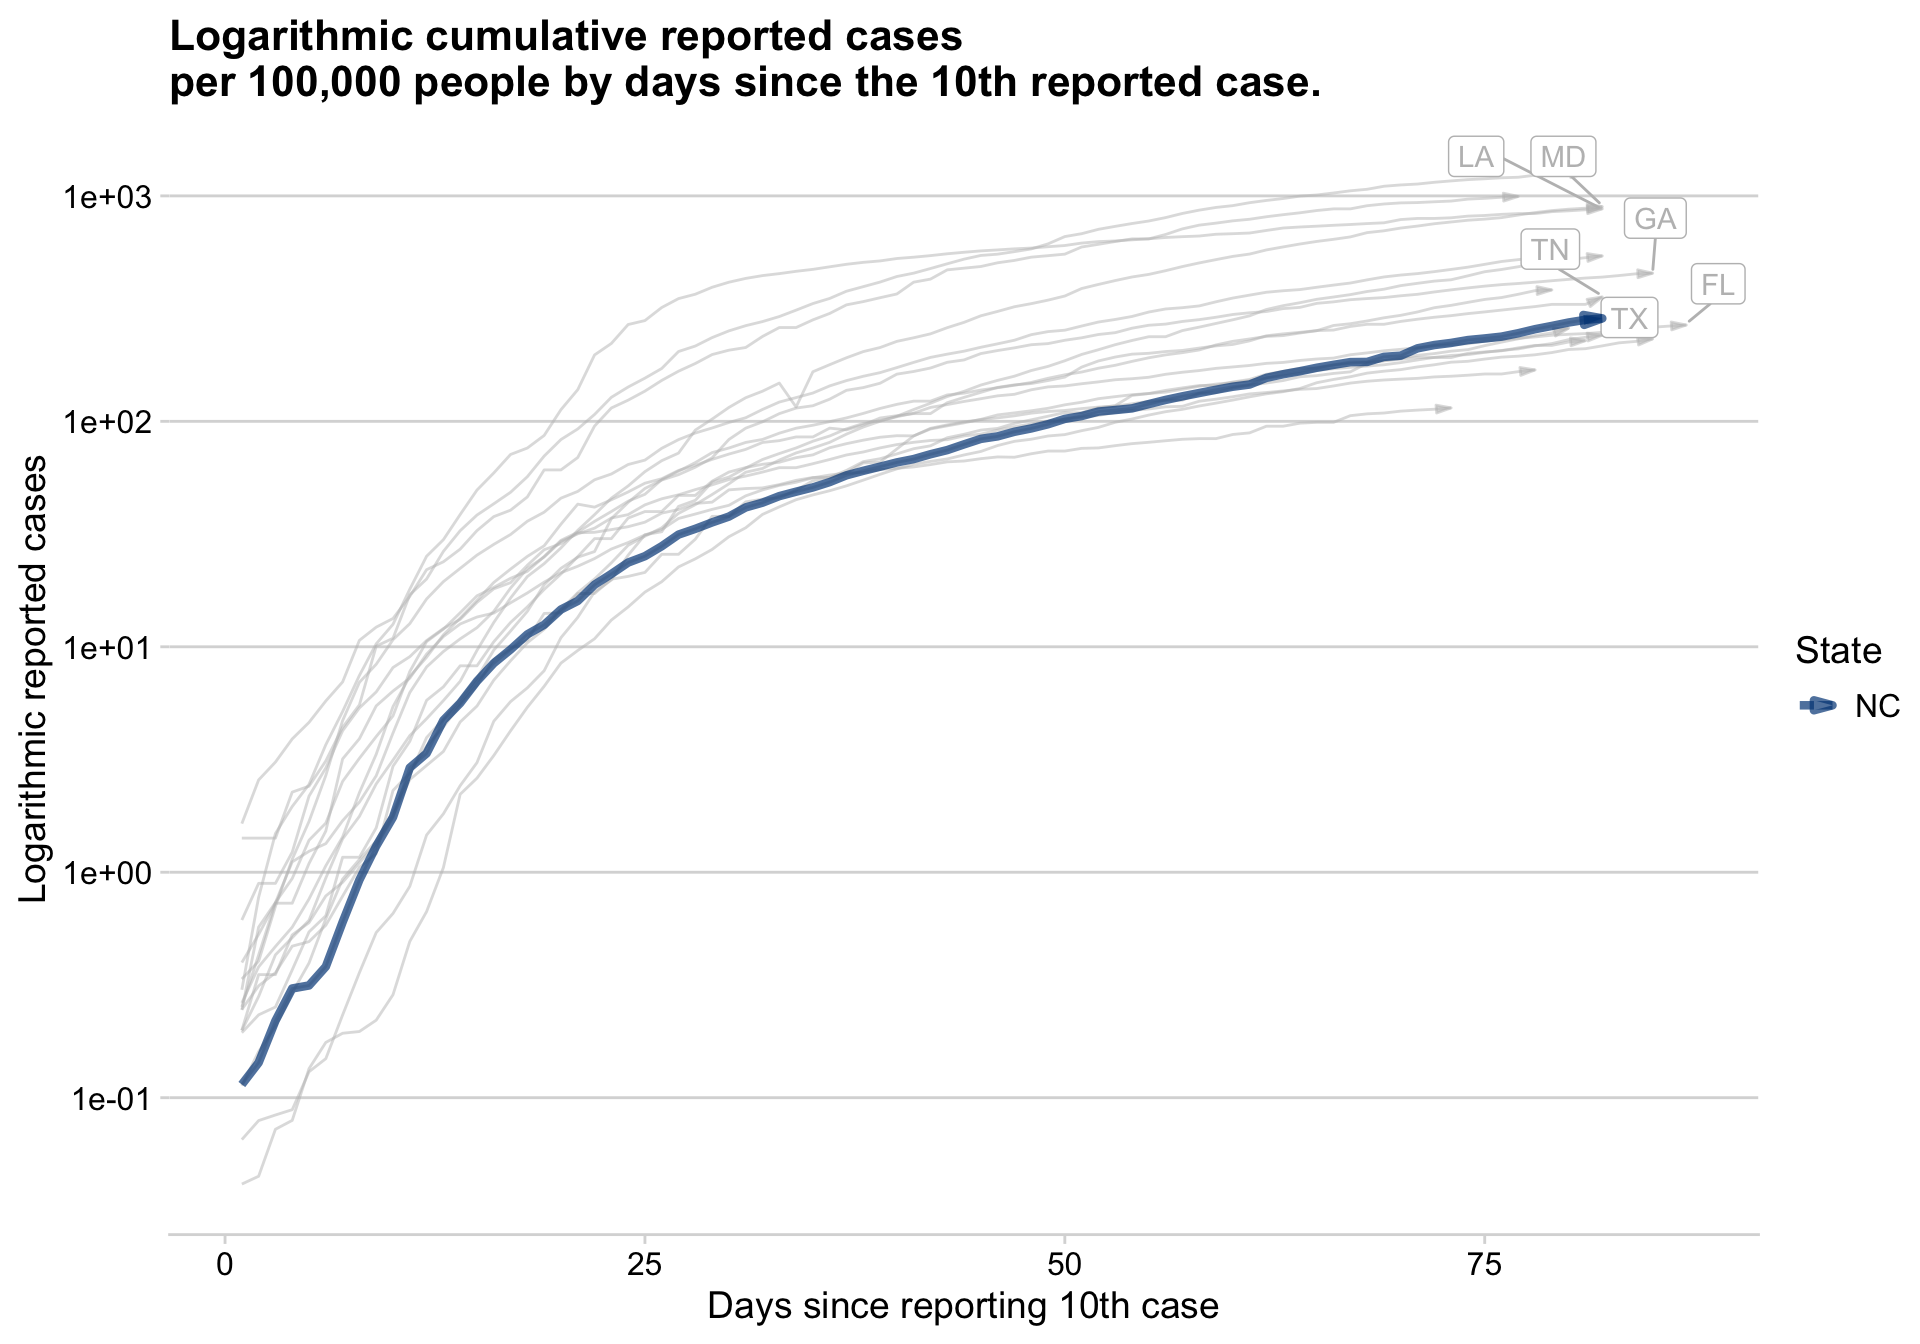 Logarithmic cumulative reported cases
per 100,000 people by days since the 10th reported case.
LA
MD
1e+03
GA
TN
FL
TX
1e+02
Logarithmic reported cases
1e+01
State
NC
1e+00
1e-01
0
25
50
75
Days since reporting 10th case